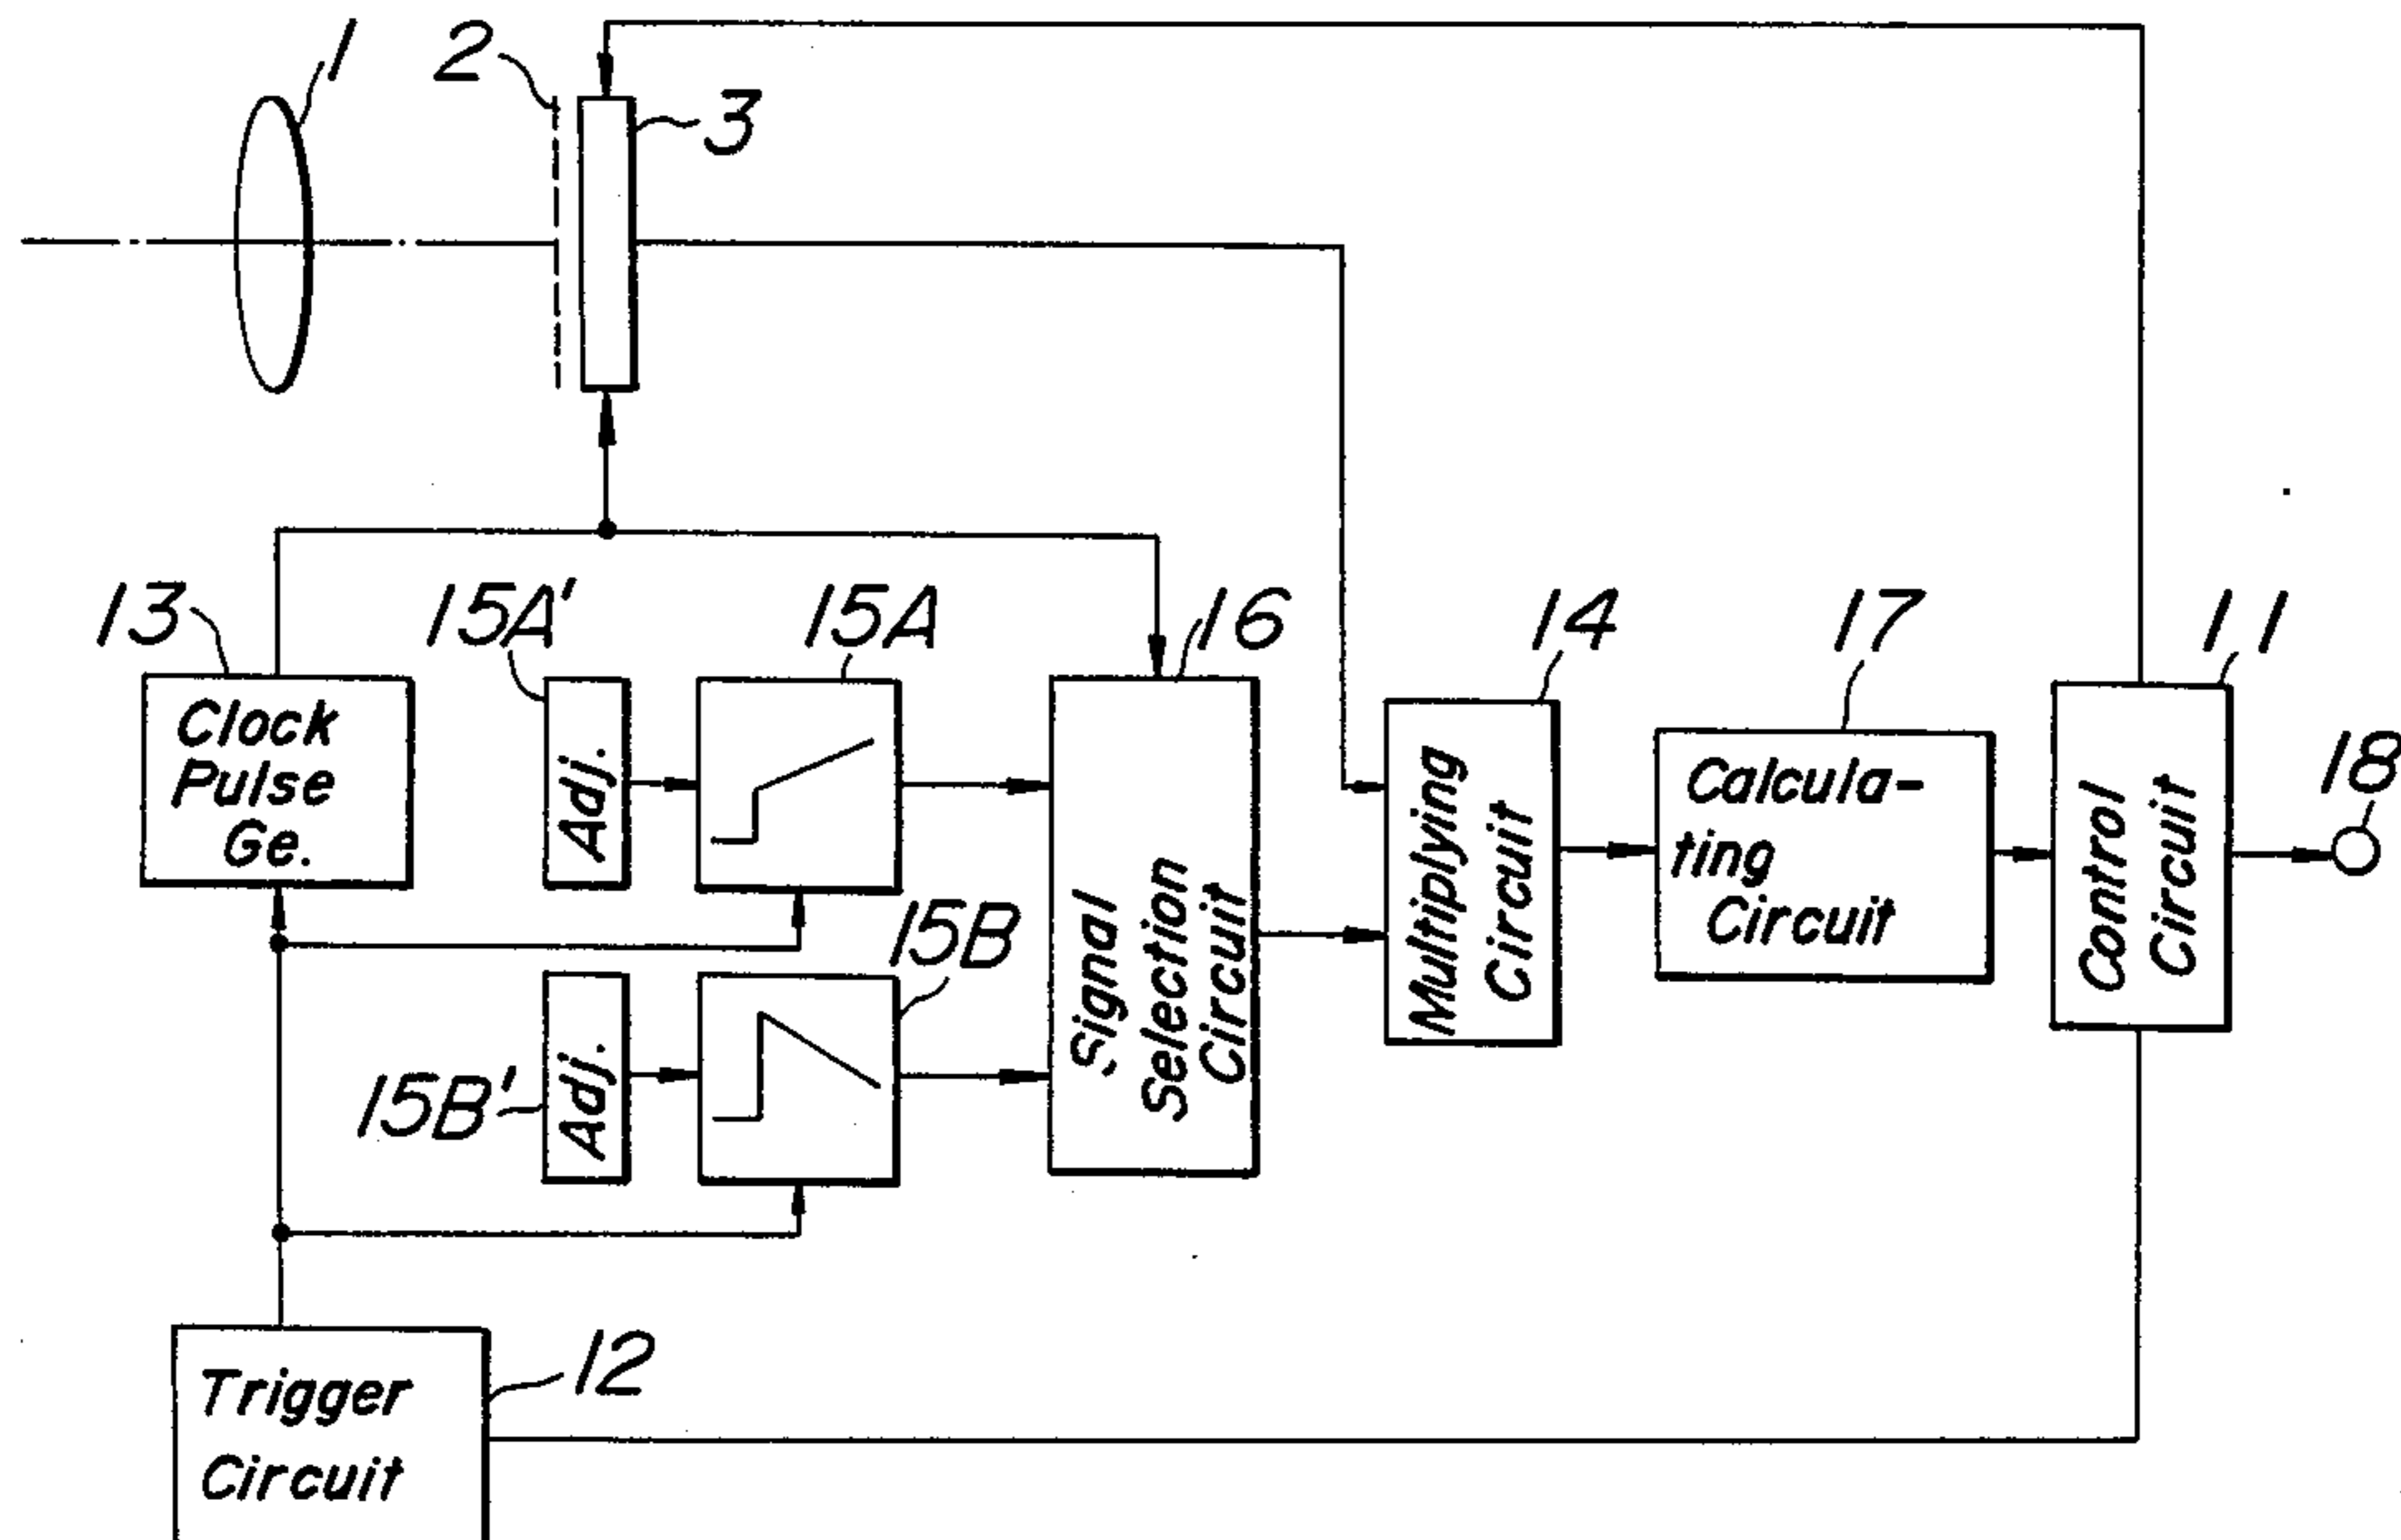 1
2
3
13
15A'
15A
16
14
17
11
18
Clock
Pulse
Ge.
Adj.
Signal
Selection
Circuit
Multiplying
Circuit
Calcula-
ting
Circuit
Control
Circuit
15B
15B'
Adj.
12
Trigger
Circuit